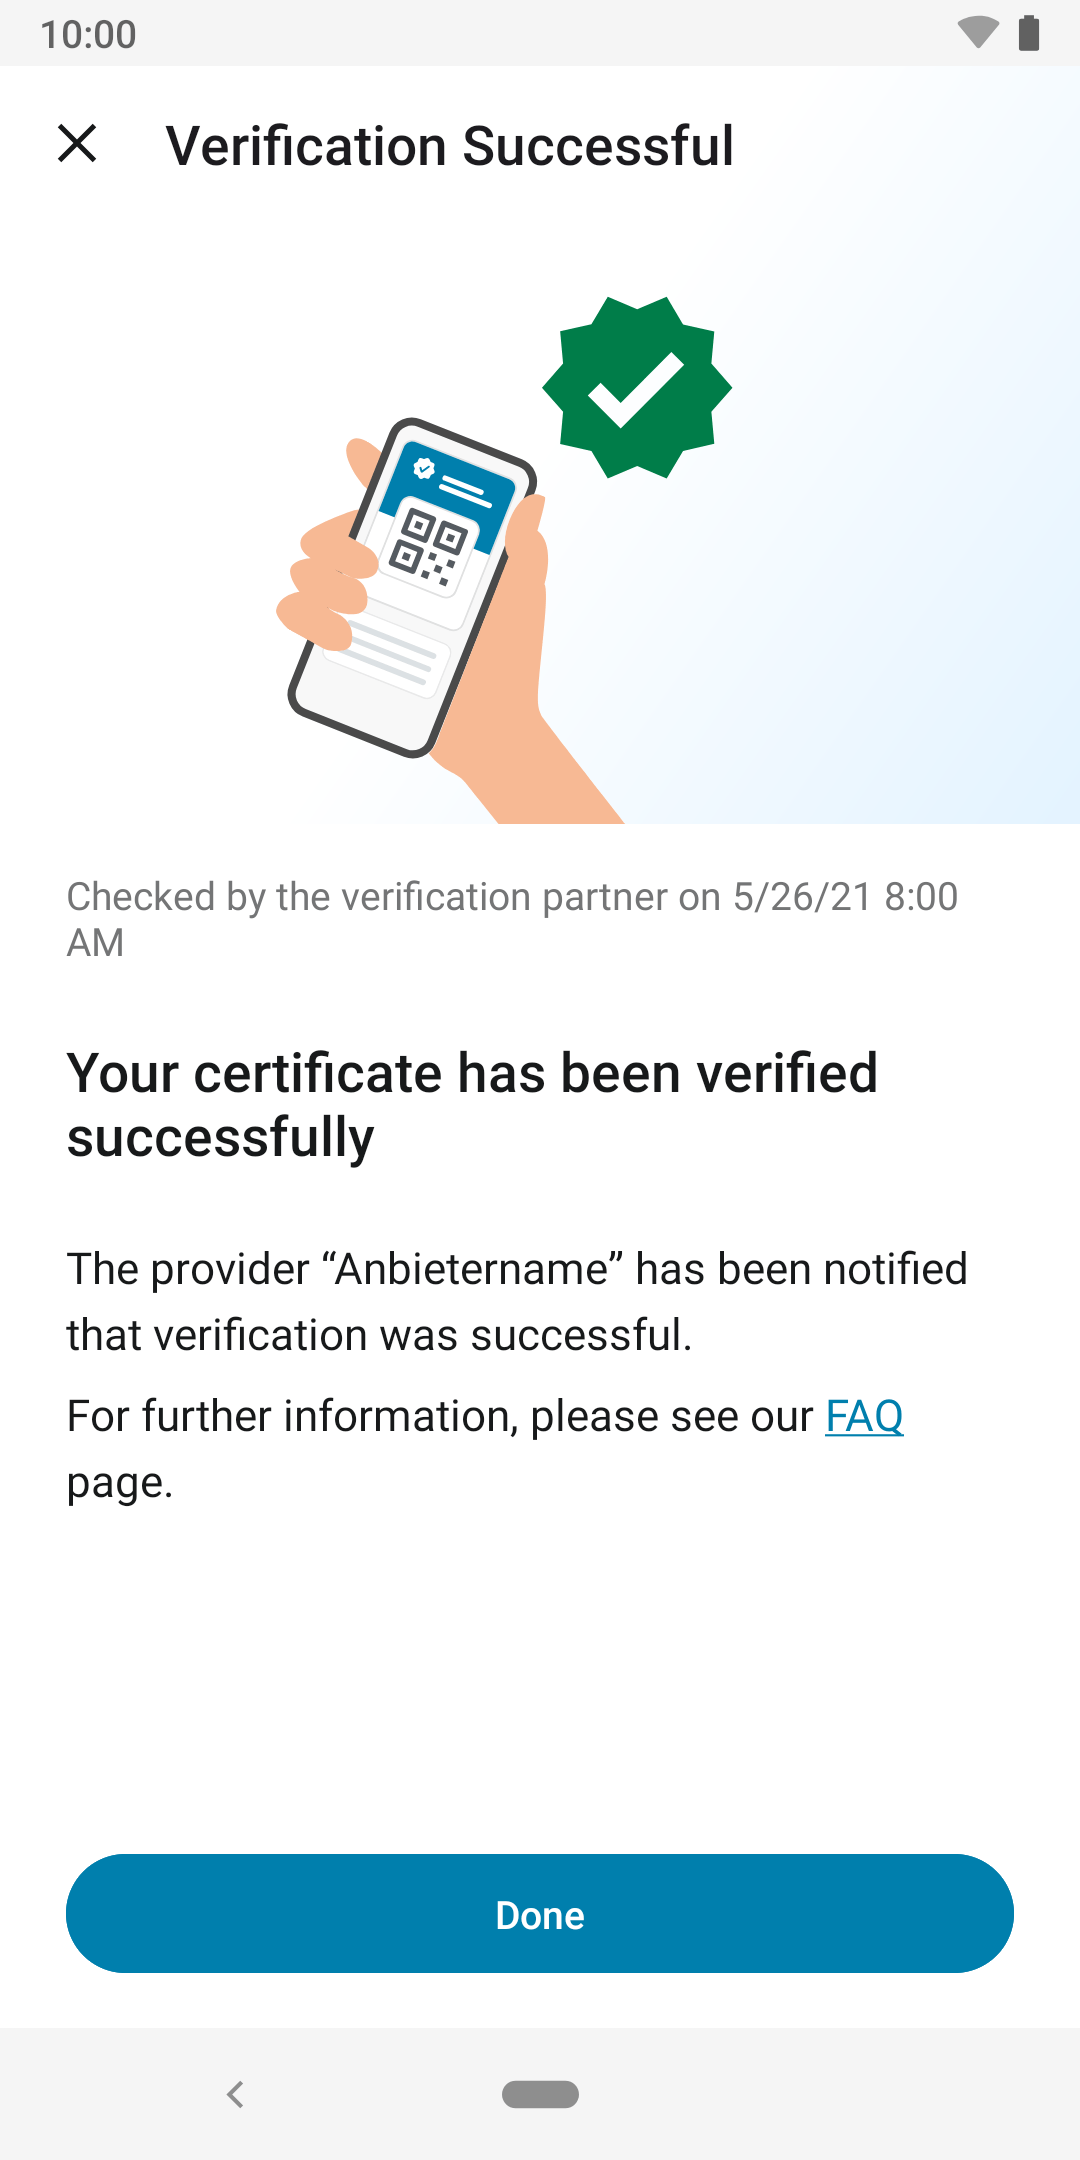 10:00
Verification Successful
Checked by the verification partner on 5/26/21 8:00
AM
Your certificate has been verified
successfully
The provider “Anbietername” has been notified
that verification was successful.
For further information, please see our FAQ
page.
Done